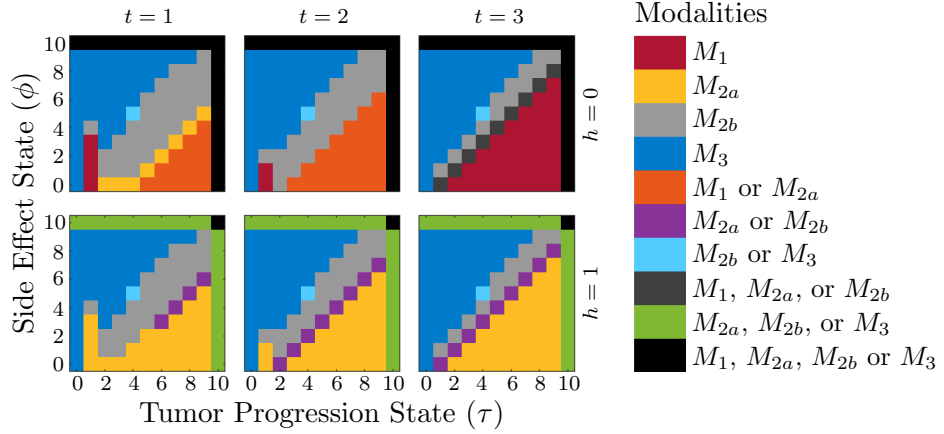 t = 1
t = 2
t = 3
Modalities
Side Effect State (ϕ)
10
8
6
4
2
0
h = 0
10
8
6
4
2
0
h = 1
0 2 4 6 8 10
0 2 4 6 8 10
0 2 4 6 8 10
Tumor Progression State (τ)
M1
M2a
M2b
M3
M1 or M2a
M2a or M2b
M2b or M3
M1, M2a, or M2b
M2a, M2b, or M3
M1, M2a, M2b or M3